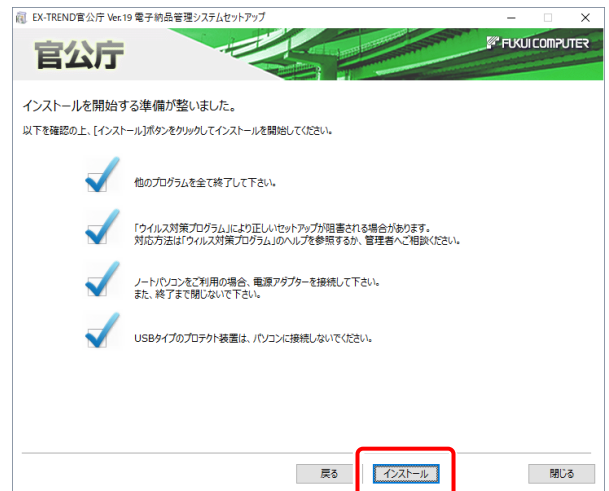 EX-TREND官公庁 Ver.19 電子納品管理システムセットアップ
官公庁
FUKUI COMPUTER
インストールを開始する準備が整いました。
以下を確認の上、[インストール]ボタンをクリックしてインストールを開始してください。
他のプログラムを全て終了して下さい。
「ウイルス対策プログラム」により正しいセットアップが阻害される場合があります。
対応方法は「ウィルス対策プログラム」のヘルプを参照するか、管理者へご相談ください。
ノートパソコンをご利用の場合、電源アダプターを接続して下さい。
また、終了まで閉じないで下さい。
USBタイプのプロテクト装置は、パソコンに接続しないでください。
戻る
インストール
閉じる